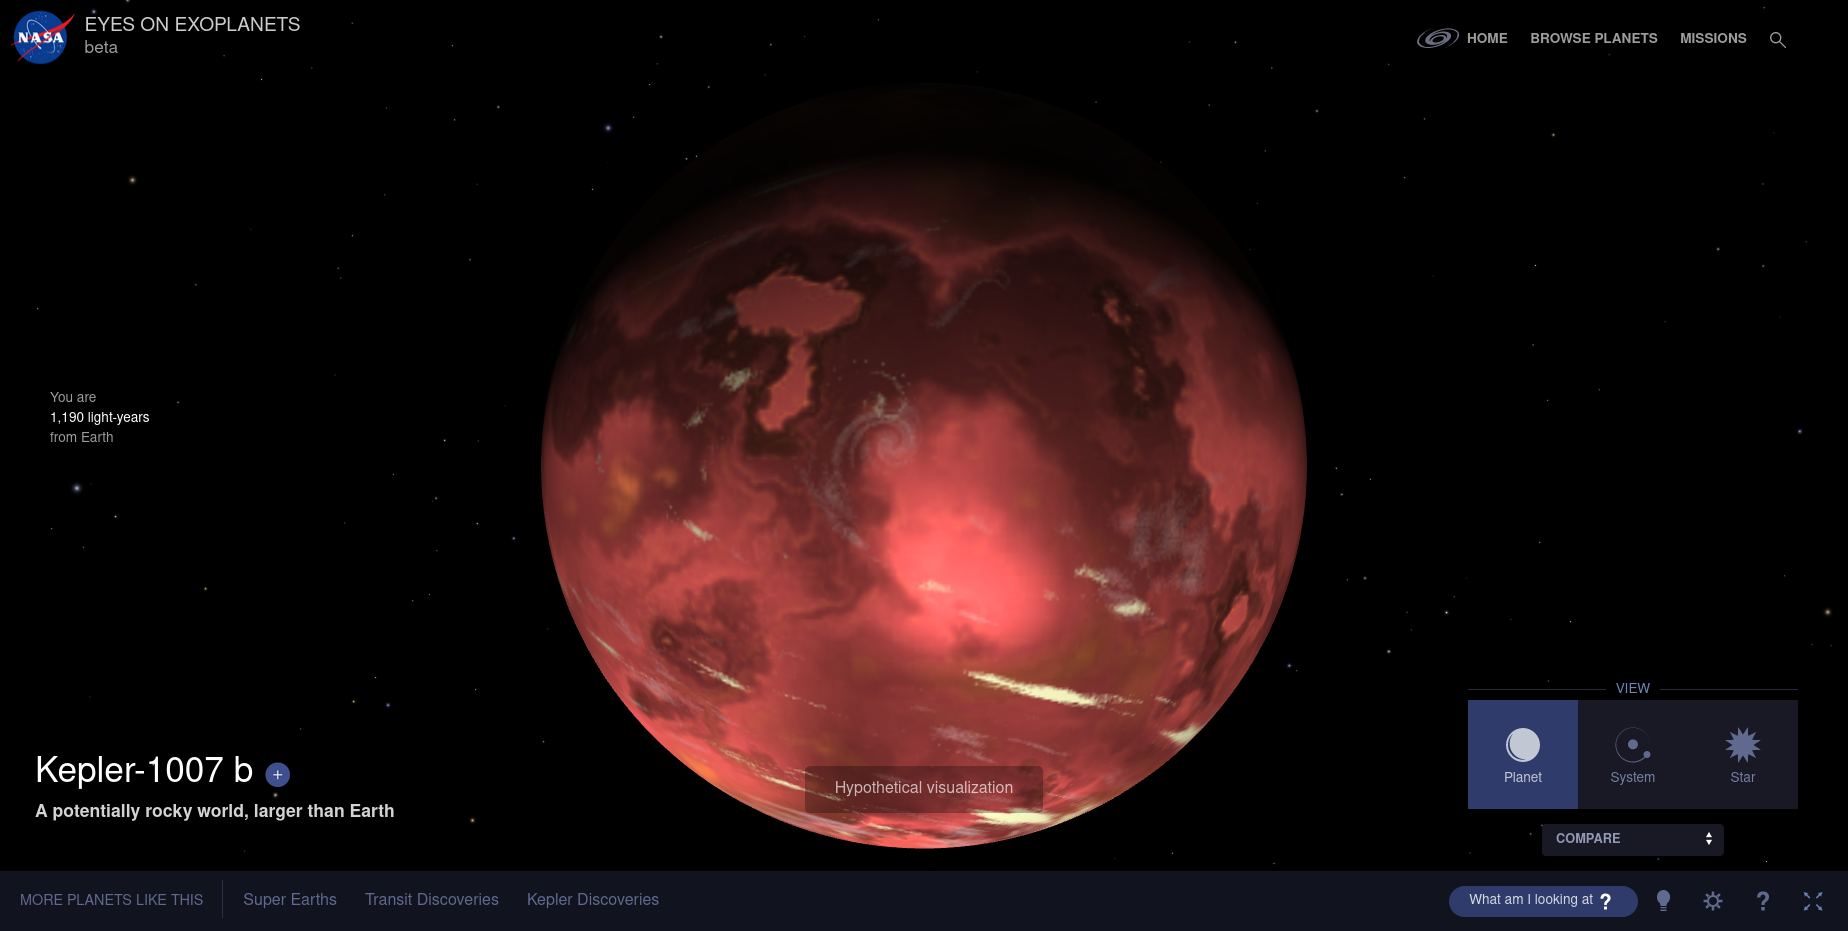 NASA
EYES ON EXOPLANETS
beta
HOME
BROWSE PLANETS
MISSIONS
You are
1,190 light-years
from Earth
Kepler-1007 b +
A potentially rocky world, larger than Earth
Hypothetical visualization
VIEW
Planet
System
Star
COMPARE
MORE PLANETS LIKE THIS
Super Earths
Transit Discoveries
Kepler Discoveries
What am I looking at ?
?